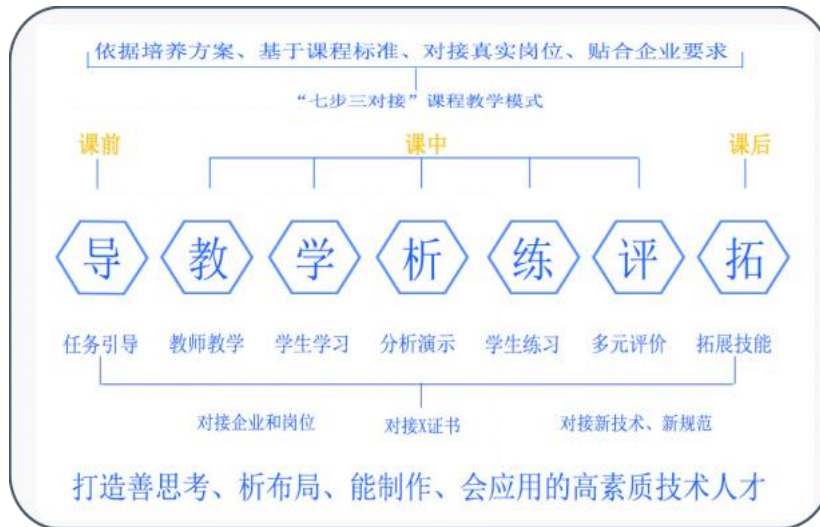 依据培养方案、基于课程标准、对接真实岗位、贴合企业要求
“七步三对接”课程教学模式
课前 课中 课后
导 教 学 析 练 评 拓
任务引导 教师教学 学生学习 分析演示 学生练习 多元评价 拓展技能
对接企业和岗位 对接X证书 对接新技术、新规范
打造善思考、析布局、能制作、会应用的高素质技术人才